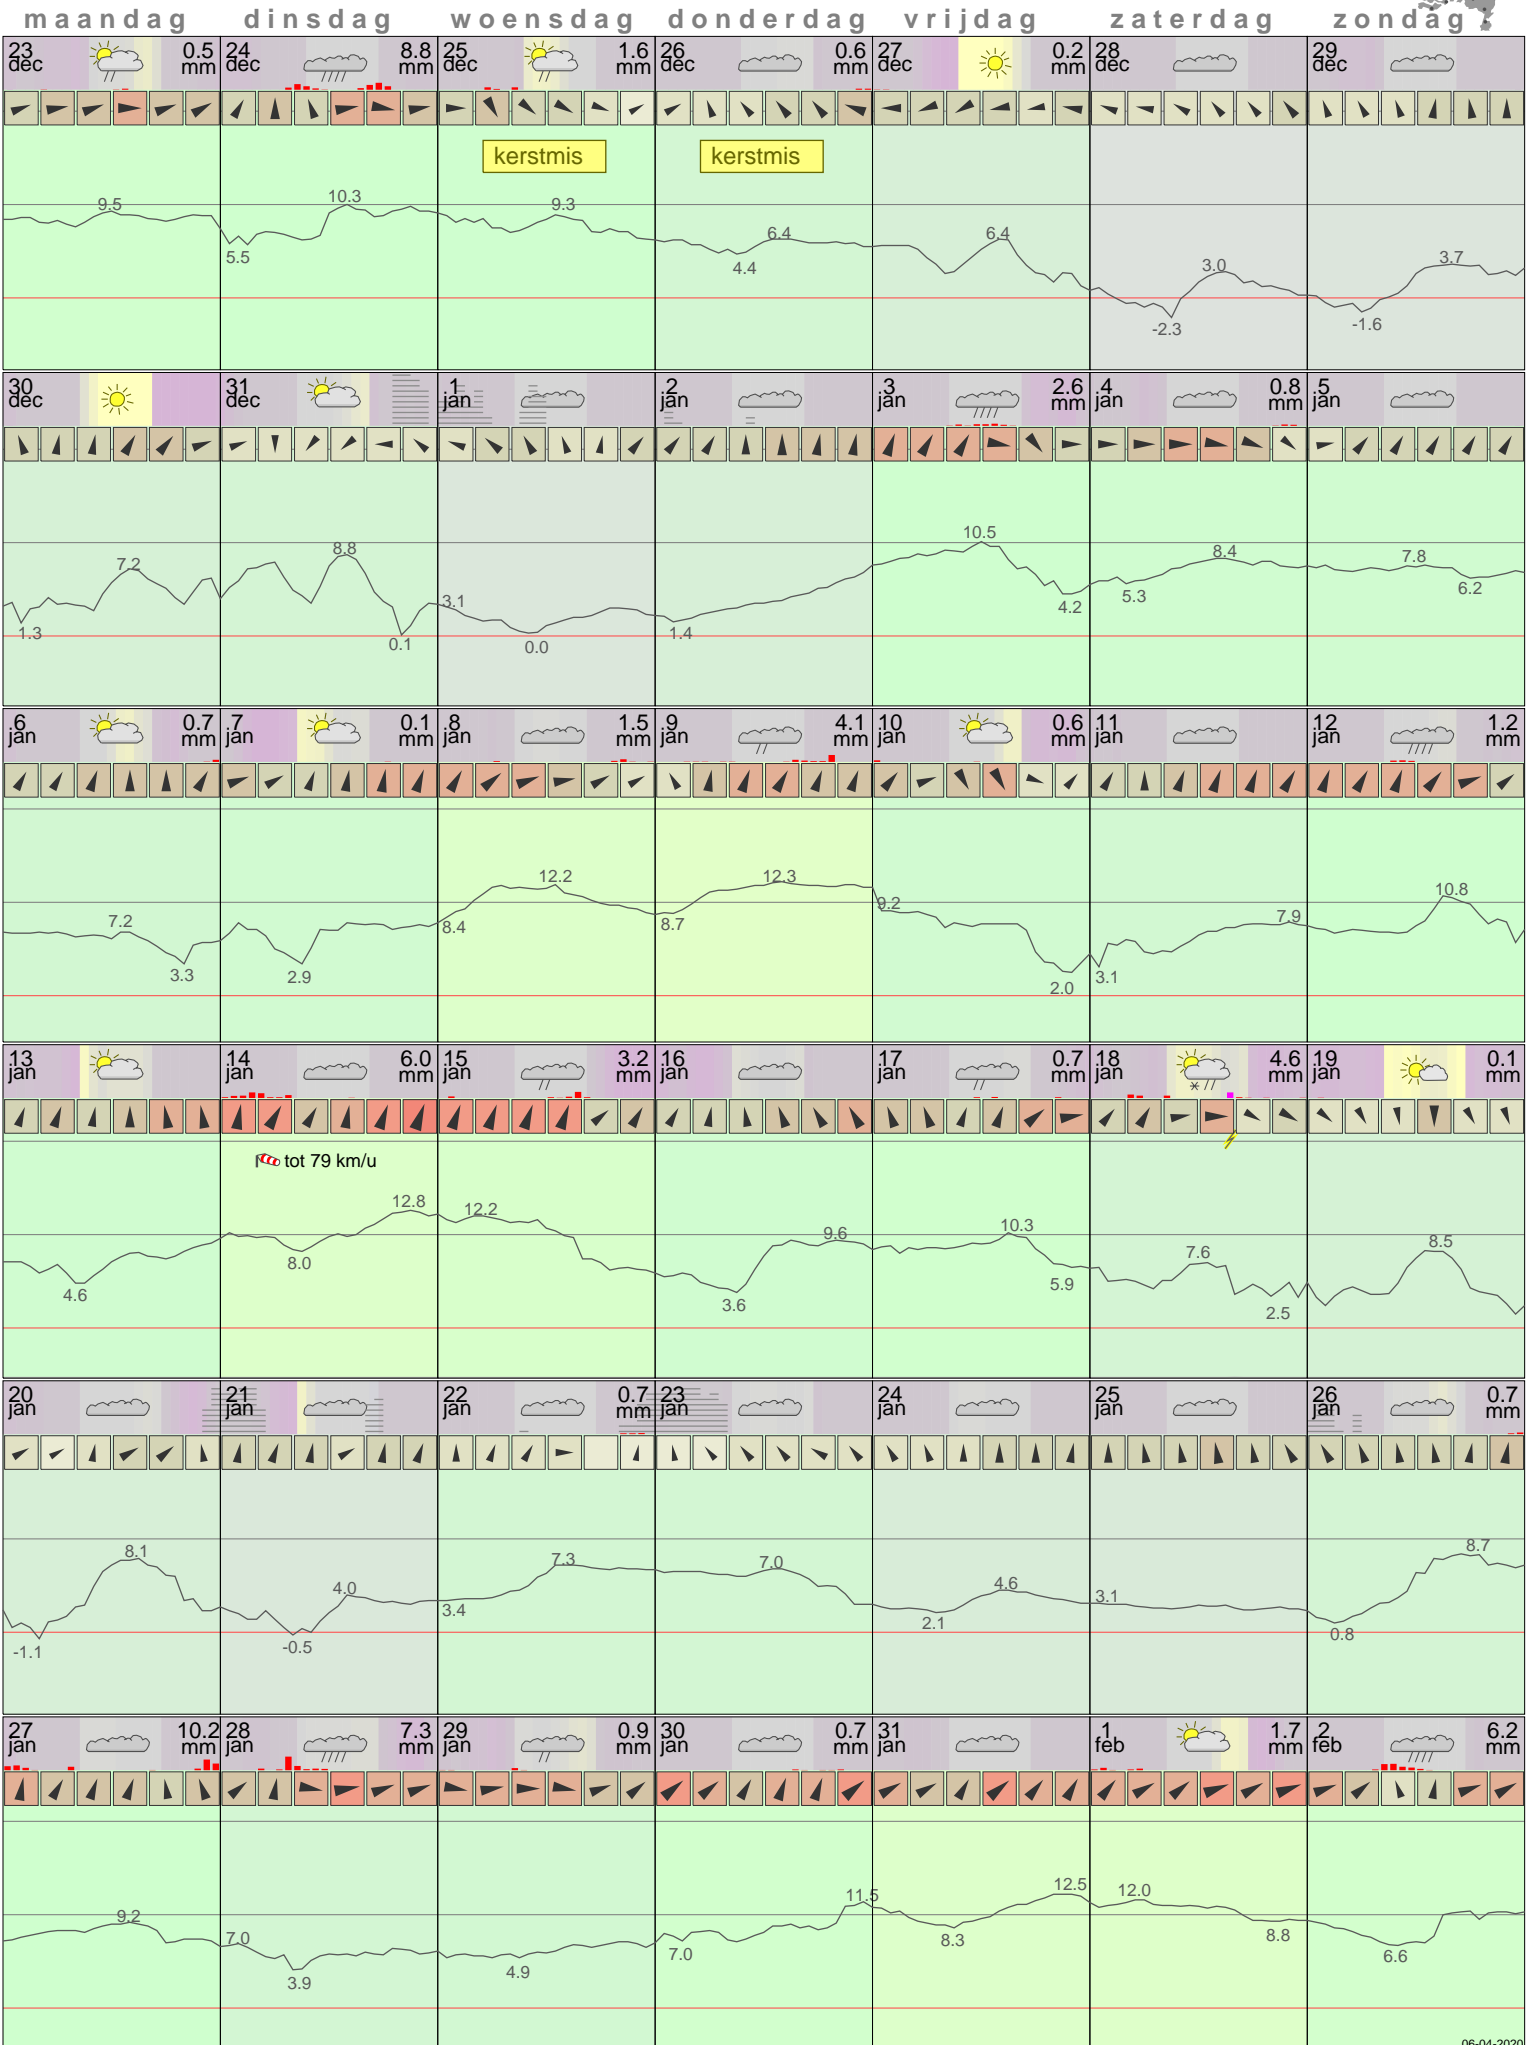 maandag dinsdag woensdag donderdag vrijdag zaterdag zondag
23 dec 0.5 mm 24 dec 8.8 mm 25 dec 1.6 mm 26 dec 0.6 mm 27 dec 0.2 mm 28 dec 29 dec
kerstmis kerstmis
9.5 5.5 10.3 9.3 4.4 6.4 6.4 -2.3 3.0 -1.6 3.7
30 dec 31 dec 1 jan 2 jan 3 jan 2.6 mm 4 jan 0.8 mm 5 jan
1.3 7.2 8.8 0.1 3.1 0.0 1.4 10.5 4.2 5.3 8.4 7.8 6.2
6 jan 0.7 mm 7 jan 0.1 mm 8 jan 1.5 mm 9 jan 4.1 mm 10 jan 0.6 mm 11 jan 12 jan 1.2 mm
7.2 3.3 2.9 8.4 12.2 8.7 12.3 9.2 2.0 3.1 7.9 10.8
13 jan 14 jan 6.0 mm 15 jan 3.2 mm 16 jan 17 jan 0.7 mm 18 jan 4.6 mm 19 jan 0.1 mm
tot 79 km/u
4.6 8.0 12.8 12.2 3.6 9.6 10.3 5.9 7.6 2.5 8.5
20 jan 21 jan 22 jan 0.7 mm 23 jan 24 jan 25 jan 26 jan 0.7 mm
-1.1 8.1 -0.5 4.0 3.4 7.3 7.0 2.1 4.6 3.1 0.8 8.7
27 jan 10.2 mm 28 jan 7.3 mm 29 jan 0.9 mm 30 jan 0.7 mm 31 jan 1 feb 1.7 mm 2 feb 6.2 mm
9.2 7.0 3.9 4.9 7.0 11.5 8.3 12.5 12.0 8.8 6.6
06-04-2020